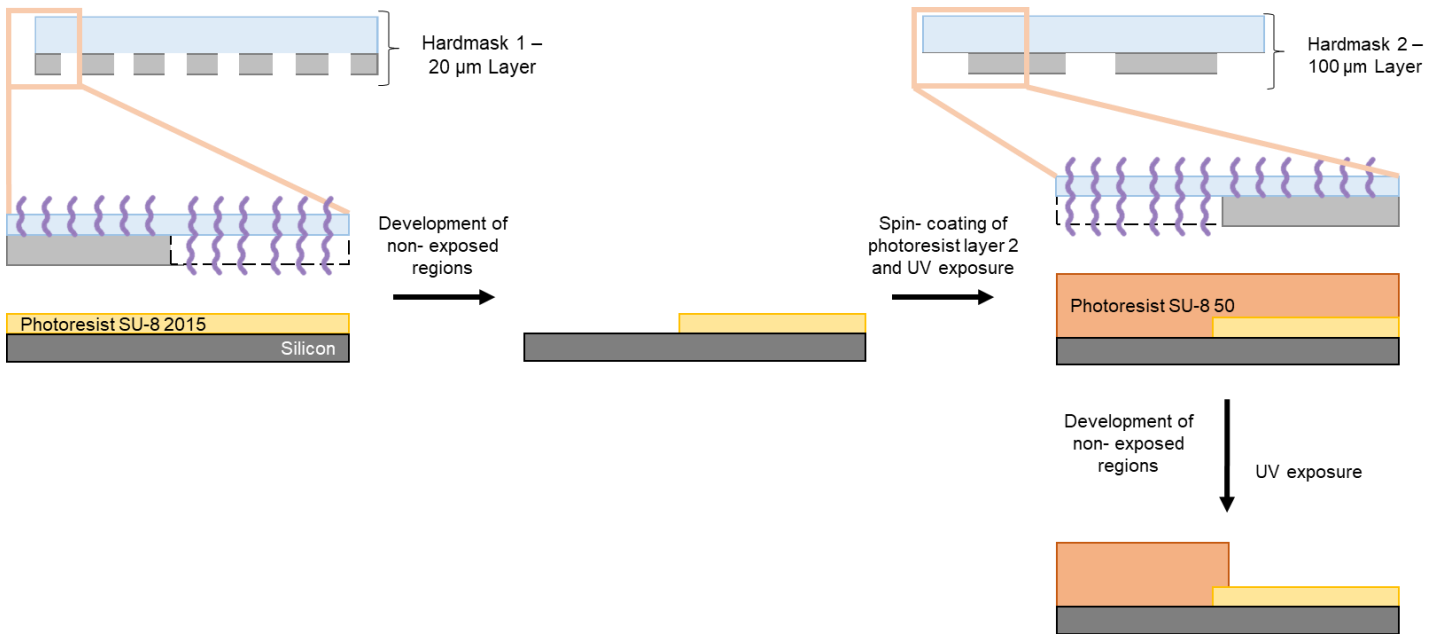 Hardmask 1 –
20 µm Layer
Hardmask 2 –
100 µm Layer
Development of
non- exposed
regions
Spin- coating of
photoresist layer 2
and UV exposure
Photoresist SU-8 2015
Silicon
Photoresist SU-8 50
Development of
non- exposed
regions
UV exposure